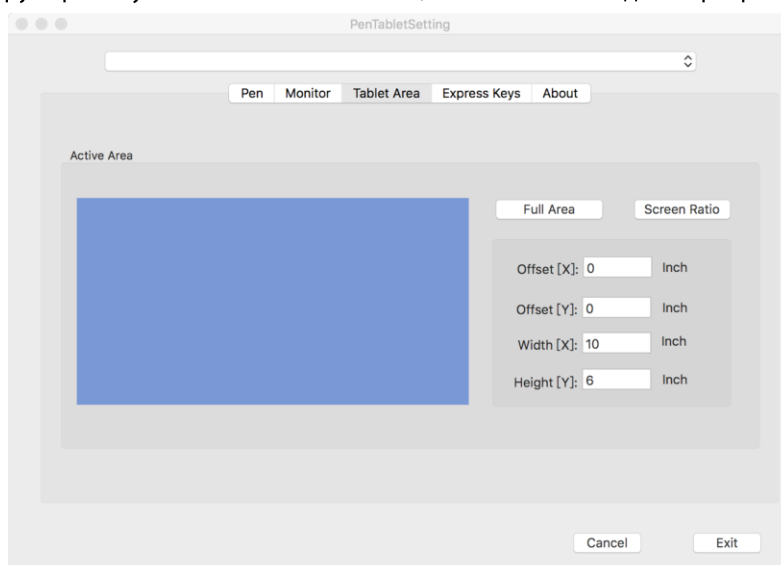 PenTabletSetting
Pen Monitor Tablet Area Express Keys About
Active Area
Full Area Screen Ratio
Offset [X]: 0 Inch
Offset [Y]: 0 Inch
Width [X]: 10 Inch
Height [Y]: 6 Inch
Cancel Exit